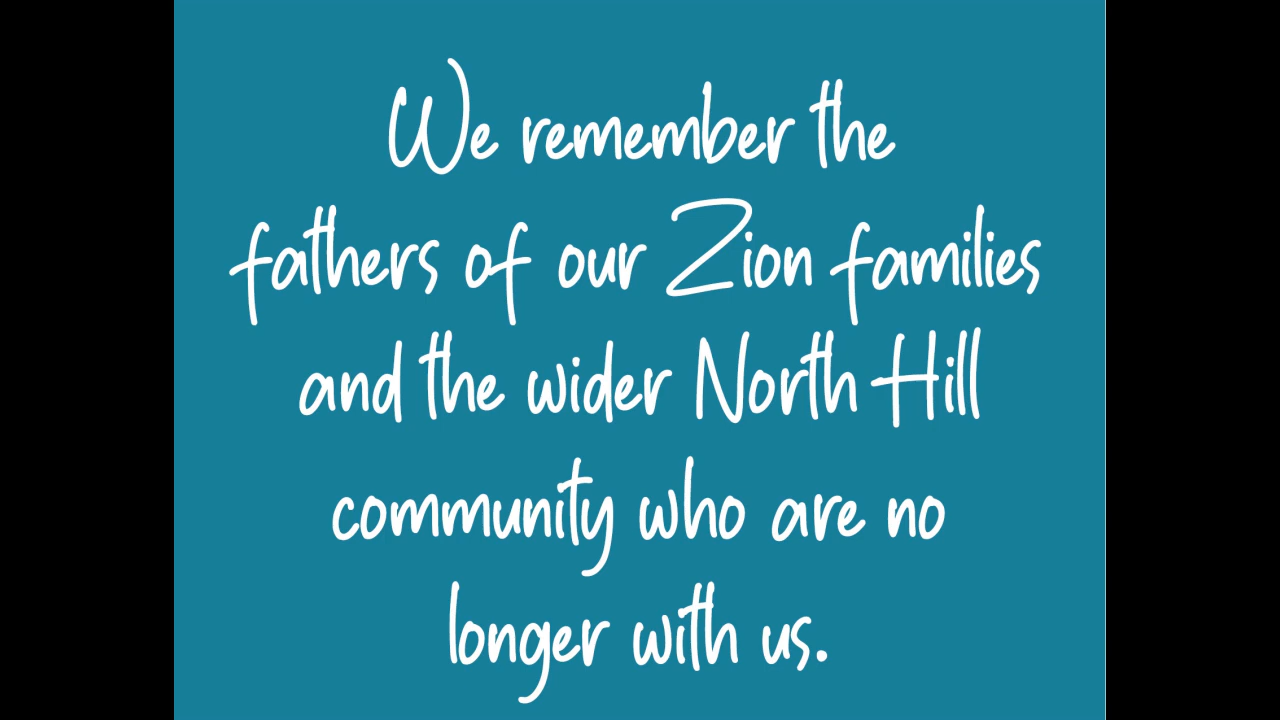 We remember the
fathers of our Zion families
and the wider North Hill
community who are no
longer with us.